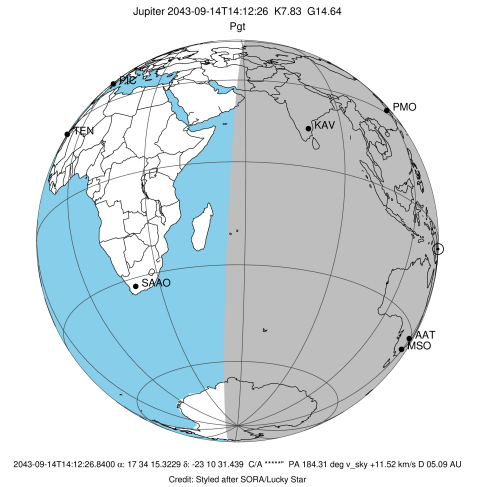 Jupiter 2043-09-14T14:12:26 K7.83 G14.64
Pgt
PIC
TEN
KAV
PMO
SAAO
AAT
MSO
2043-09-14T14:12:26.8400 α: 17 34 15.3229 δ: -23 10 31.439 C/A *****" PA 184.31 deg v_sky +11.52 km/s D 05.09 AU
Credit: Styled after SORA/Lucky Star